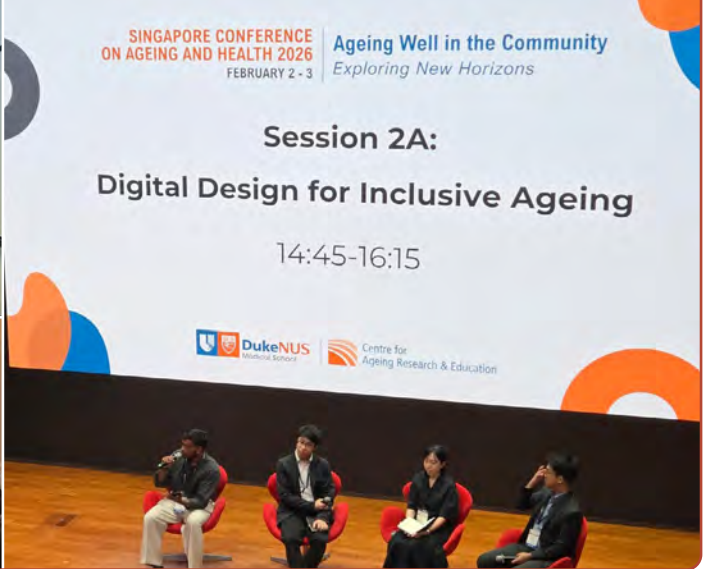 SINGAPORE CONFERENCE
ON AGEING AND HEALTH 2026
FEBRUARY 2 - 3
Ageing Well in the Community
Exploring New Horizons
Session 2A:
Digital Design for Inclusive Ageing
14:45-16:15
DukeNUS
Medical School
Centre for
Ageing Research & Education